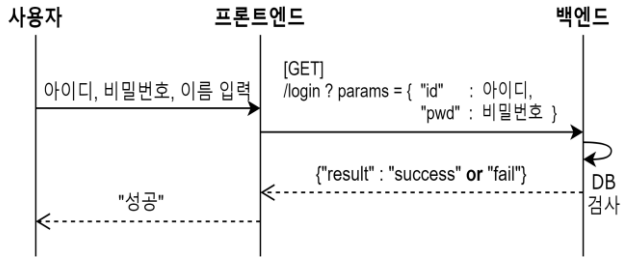 사용자
프론트엔드
백엔드
아이디, 비밀번호, 이름 입력
[GET]
/login ? params = { "id" : 아이디,
"pwd" : 비밀번호 }
{"result" : "success" or "fail"}
DB
검사
"성공"